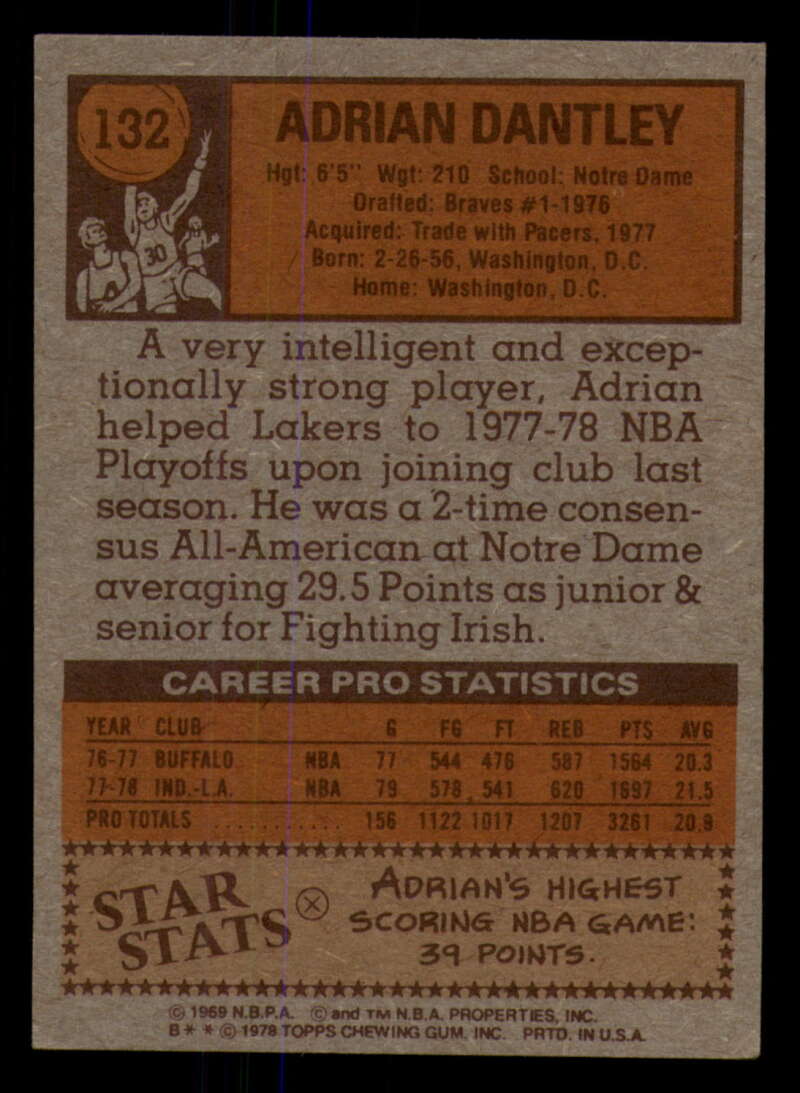 132
ADRIAN DANTLEY
Hgt: 6'5" Wgt: 210 School: Notre Dame
Drafted: Braves #1-1976
Acquired: Trade with Pacers, 1977
Born: 2-26-56, Washington, D.C.
Home: Washington, D.C.
30
A very intelligent and excep-
tionally strong player, Adrian
helped Lakers to 1977-78 NBA
Playoffs upon joining club last
season. He was a 2-time consen-
sus All-American at Notre Dame
averaging 29.5 Points as junior &
senior for Fighting Irish.
CAREER PRO STATISTICS
YEAR CLUB G FG FT REB PTS AVG
76-77 BUFFALO NBA 77 544 476 587 1564 20.3
77-78 IND.-L.A. NBA 79 578 541 620 1697 21.5
PRO TOTALS ........... 156 1122 1017 1207 3261 20.9
STAR
STATS
ADRIAN'S HIGHEST
SCORING NBA GAME:
39 POINTS.
© 1969 N.B.P.A. © and TM N.B.A. PROPERTIES, INC.
B * * © 1978 TOPPS CHEWING GUM, INC. PRTD. IN U.S.A.